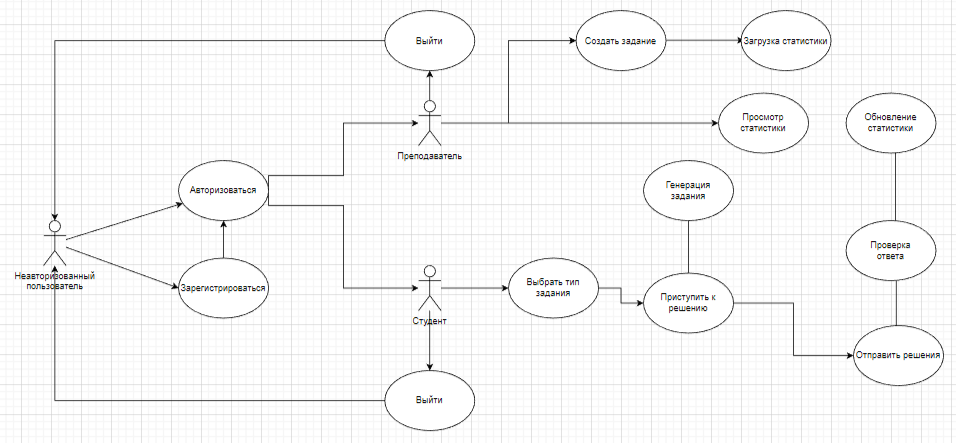 Выйти
Создать задание
Загрузка статистики
Просмотр
статистики
Обновление
статистики
Преподаватель
Авторизоваться
Генерация
задания
Неавторизованный
пользователь
Зарегистрироваться
Студент
Выбрать тип
задания
Приступить к
решению
Проверка
ответа
Отправить решения
Выйти